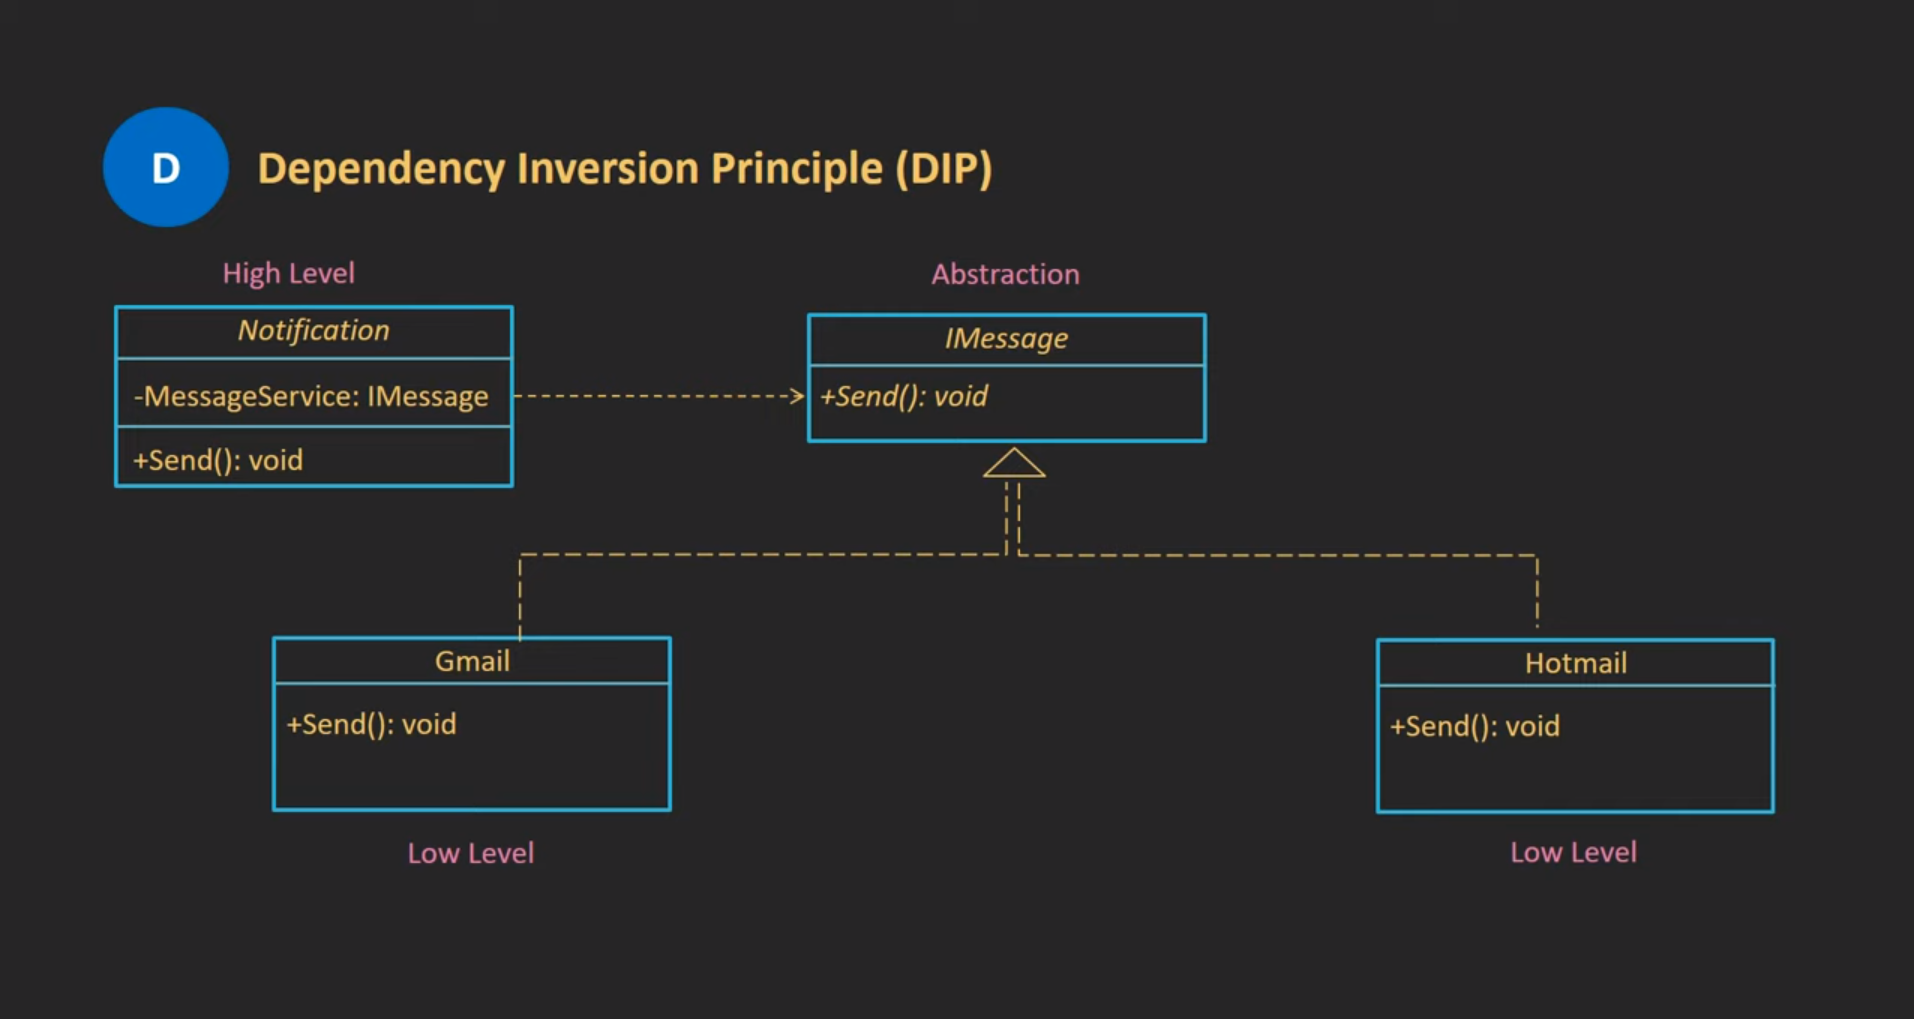 D
Dependency Inversion Principle (DIP)
High Level
Notification
-MessageService: IMessage
+Send(): void
Abstraction
IMessage
+Send(): void
Gmail
+Send(): void
Low Level
Hotmail
+Send(): void
Low Level